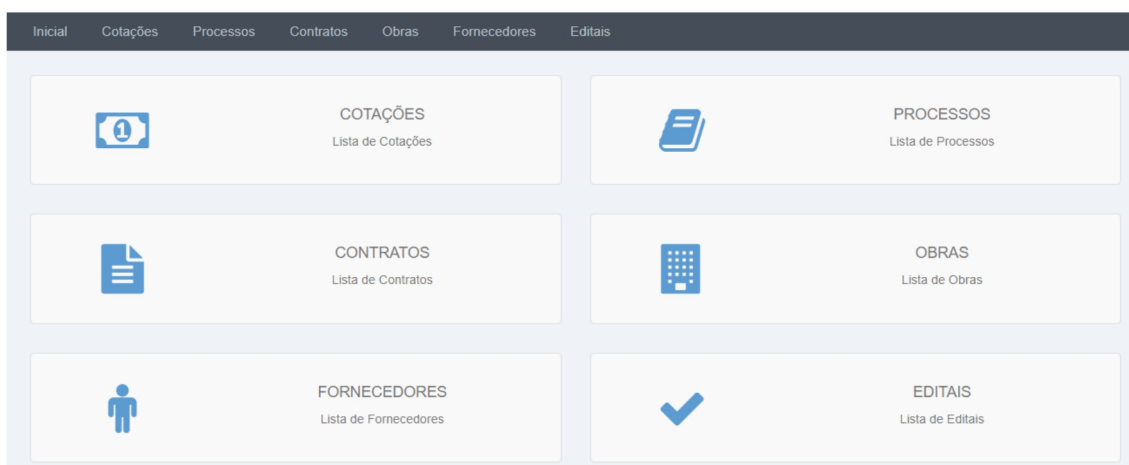 Inicial Cotações Processos Contratos Obras Fornecedores Editais
1
COTAÇÕES
Lista de Cotações
PROCESSOS
Lista de Processos
CONTRATOS
Lista de Contratos
OBRAS
Lista de Obras
FORNECEDORES
Lista de Fornecedores
EDITAIS
Lista de Editais